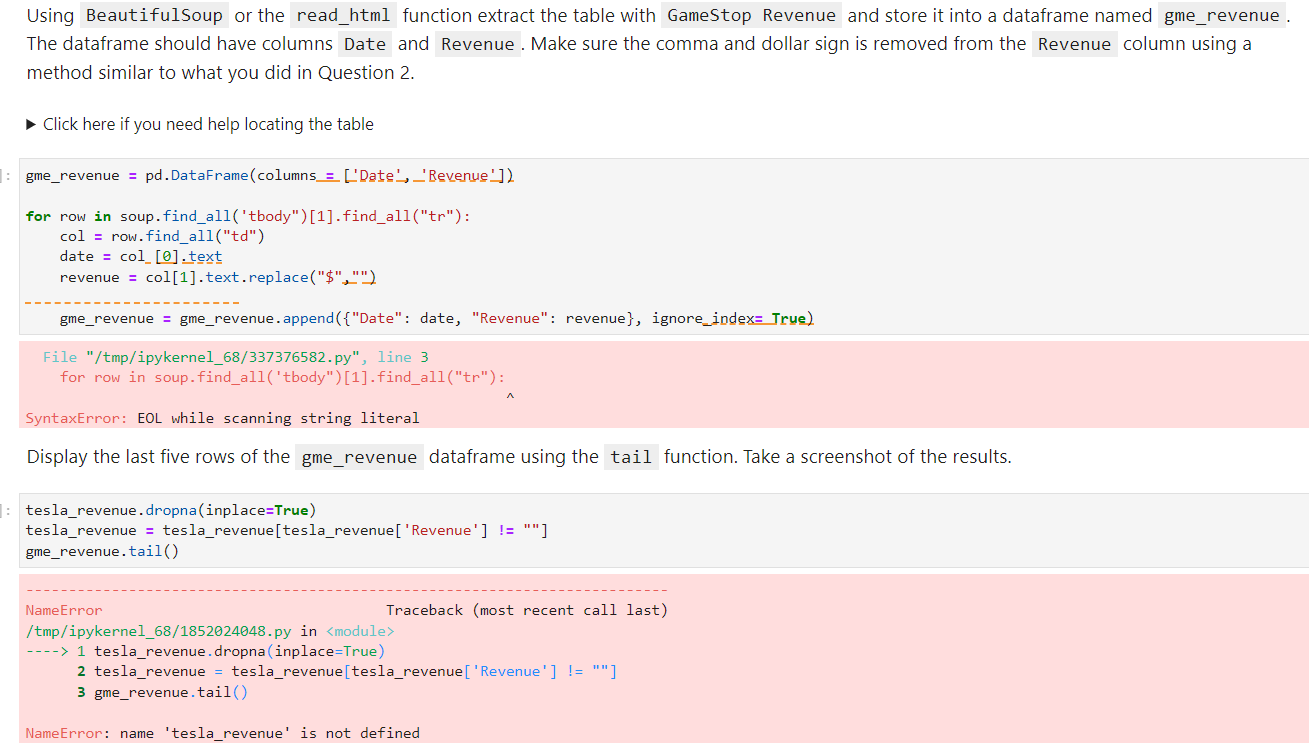 Using BeautifulSoup or the read_html function extract the table with GameStop Revenue and store it into a dataframe named gme_revenue.
The dataframe should have columns Date and Revenue. Make sure the comma and dollar sign is removed from the Revenue column using a
method similar to what you did in Question 2.
▶ Click here if you need help locating the table
]: gme_revenue = pd.DataFrame(columns = ['Date', 'Revenue'])
for row in soup.find_all('tbody")[1].find_all("tr"):
    col = row.find_all("td")
    date = col [0].text
    revenue = col[1].text.replace("$","")
    gme_revenue = gme_revenue.append({"Date": date, "Revenue": revenue}, ignore_index= True)
  File "/tmp/ipykernel_68/337376582.py", line 3
    for row in soup.find_all('tbody")[1].find_all("tr"):
                                                        ^
SyntaxError: EOL while scanning string literal
Display the last five rows of the gme_revenue dataframe using the tail function. Take a screenshot of the results.
]: tesla_revenue.dropna(inplace=True)
tesla_revenue = tesla_revenue[tesla_revenue['Revenue'] != ""]
gme_revenue.tail()
---------------------------------------------------------------------------
NameError                                 Traceback (most recent call last)
/tmp/ipykernel_68/1852024048.py in <module>
----> 1 tesla_revenue.dropna(inplace=True)
      2 tesla_revenue = tesla_revenue[tesla_revenue['Revenue'] != ""]
      3 gme_revenue.tail()
NameError: name 'tesla_revenue' is not defined